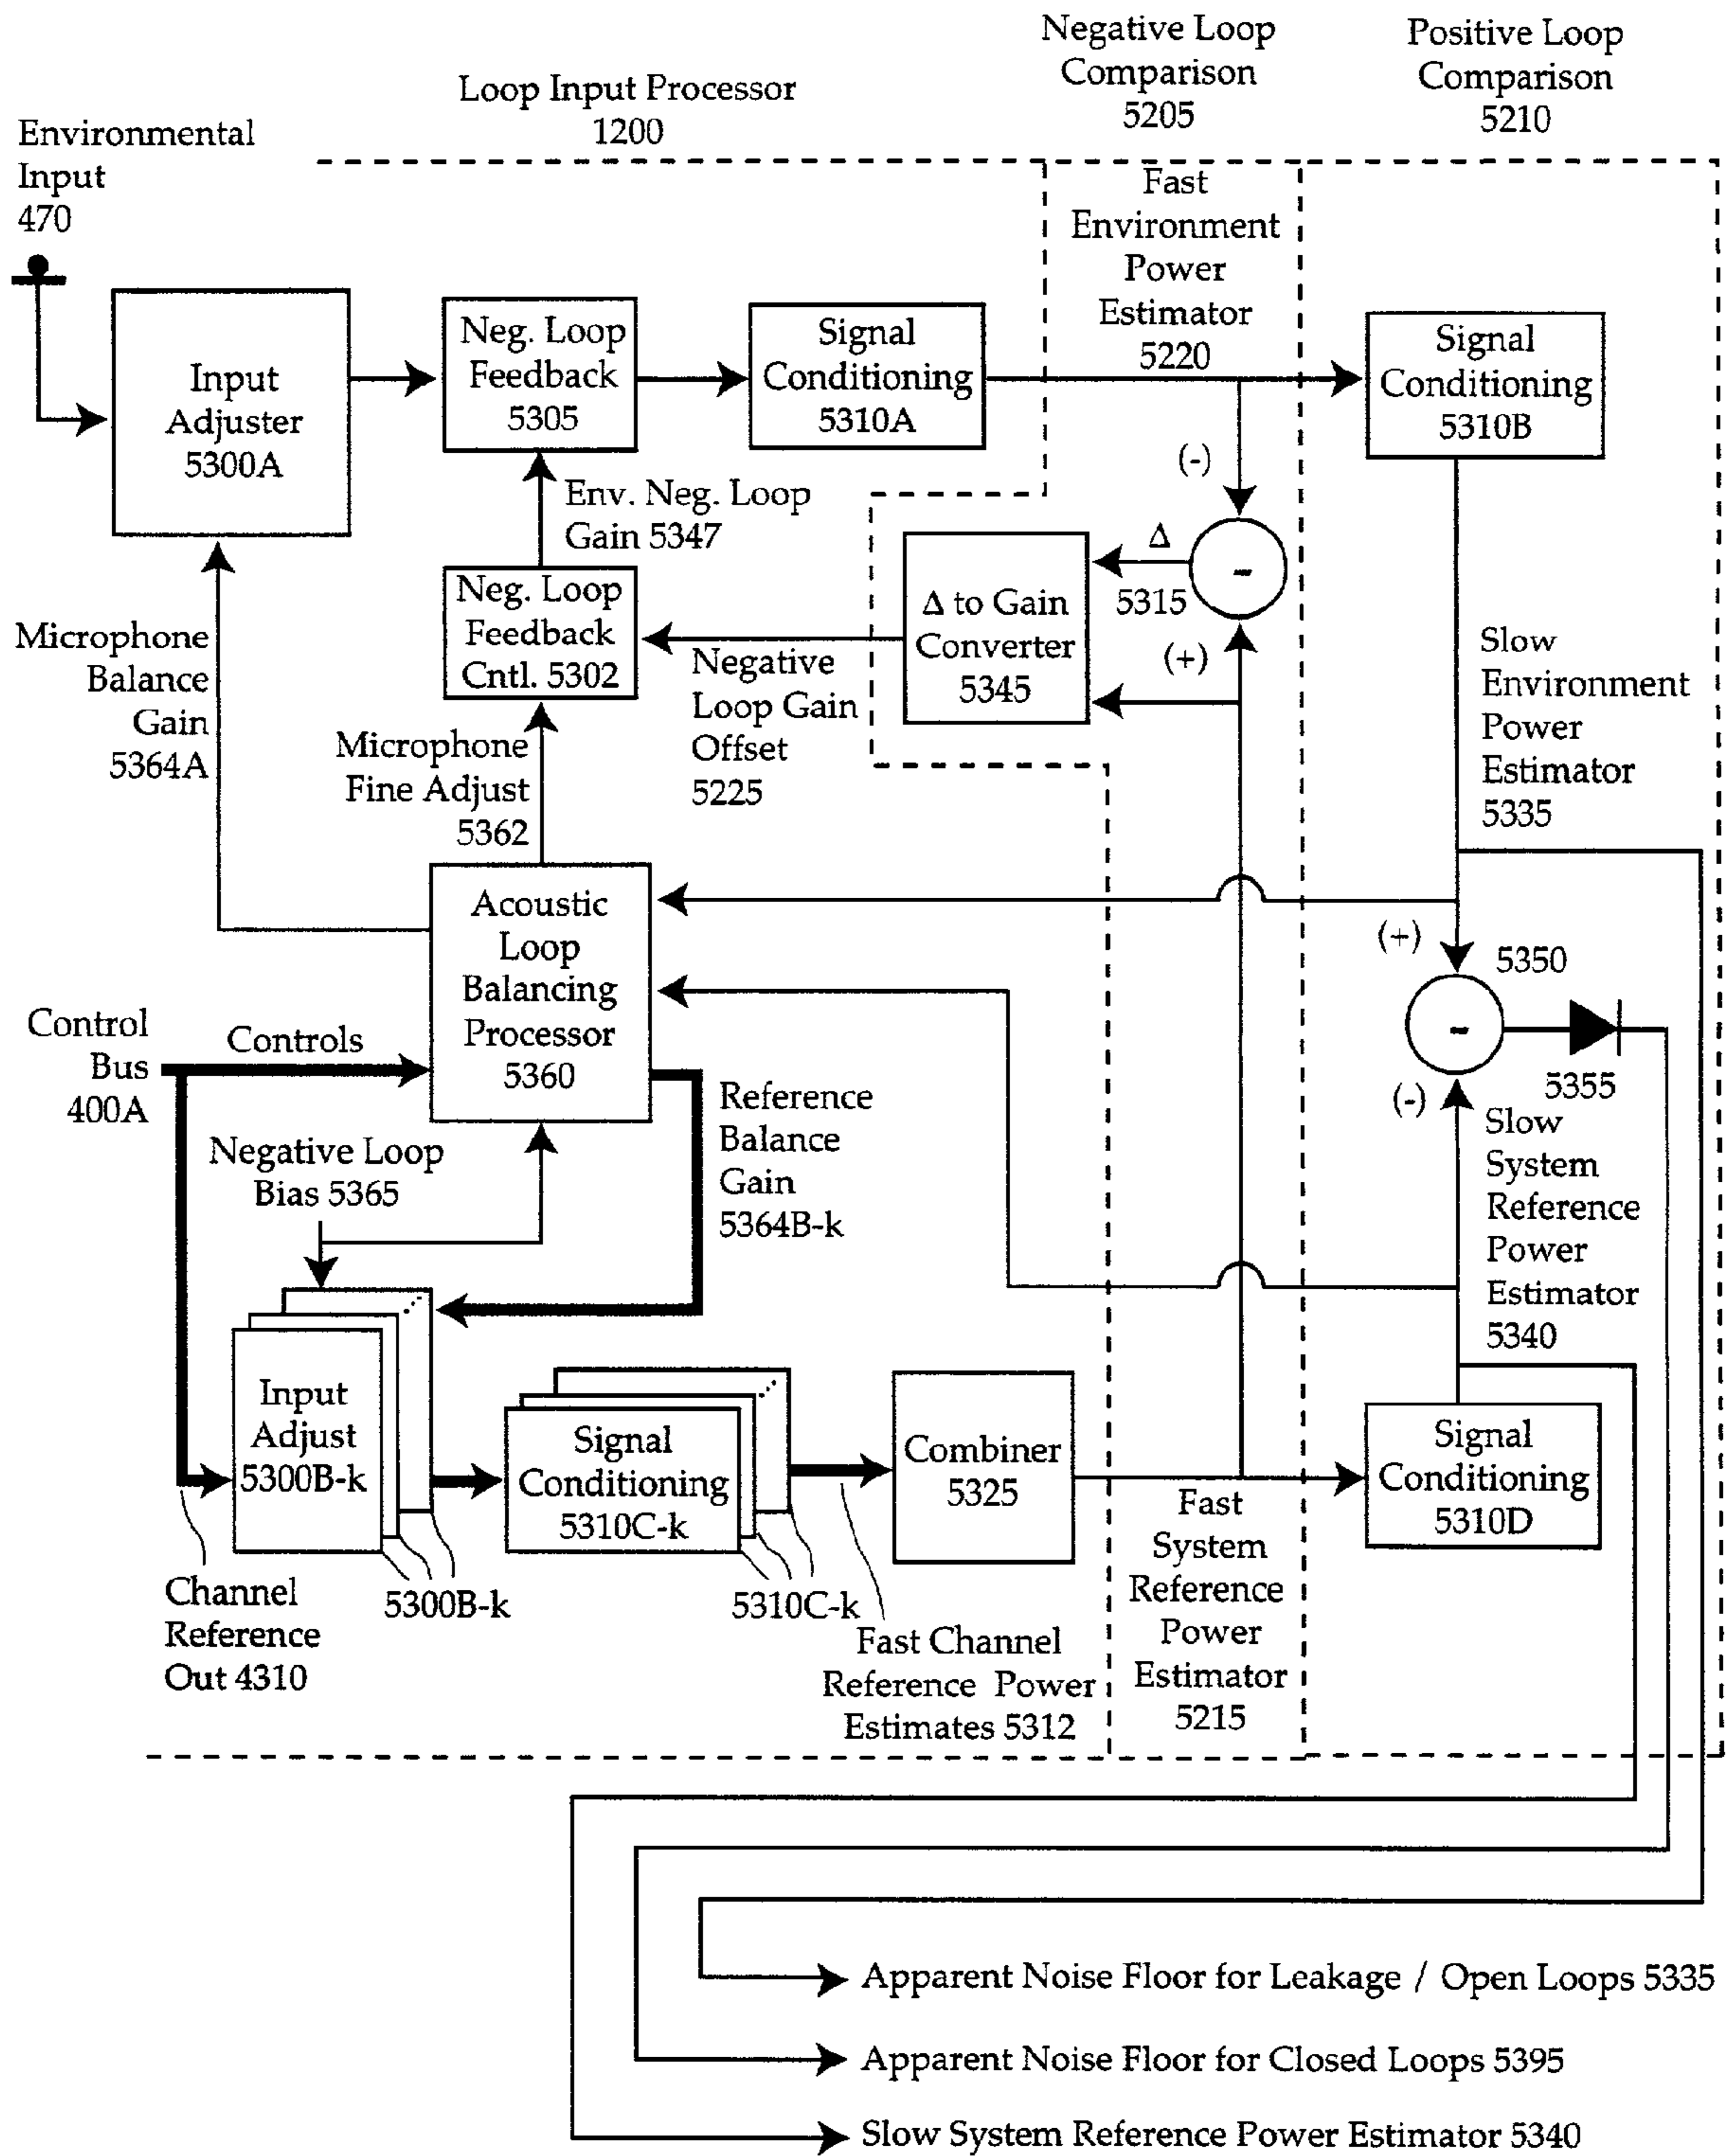 Negative Loop
Comparison
5205
Positive Loop
Comparison
5210
Loop Input Processor
1200
Environmental
Input
470
Fast
Environment
Power
Estimator
5220
Input
Adjuster
5300A
Neg. Loop
Feedback
5305
Signal
Conditioning
5310A
Signal
Conditioning
5310B
(-)
Env. Neg. Loop
Gain 5347
Δ
-
5315
Δ to Gain
Converter
5345
(+)
Neg. Loop
Feedback
Cntl. 5302
Negative
Loop Gain
Offset
5225
Microphone
Balance
Gain
5364A
Microphone
Fine Adjust
5362
Slow
Environment
Power
Estimator
5335
Acoustic
Loop
Balancing
Processor
5360
(+)
5350
-
5355
(-)
Control
Bus
400A
Controls
Reference
Balance
Gain
5364B-k
Negative Loop
Bias 5365
Slow
System
Reference
Power
Estimator
5340
Input
Adjust
5300B-k
Signal
Conditioning
5310C-k
Combiner
5325
Signal
Conditioning
5310D
Fast
System
Reference
Power
Estimator
5215
Channel
Reference
Out 4310
5300B-k
5310C-k
Fast Channel
Reference Power
Estimates 5312
Apparent Noise Floor for Leakage / Open Loops 5335
Apparent Noise Floor for Closed Loops 5395
Slow System Reference Power Estimator 5340